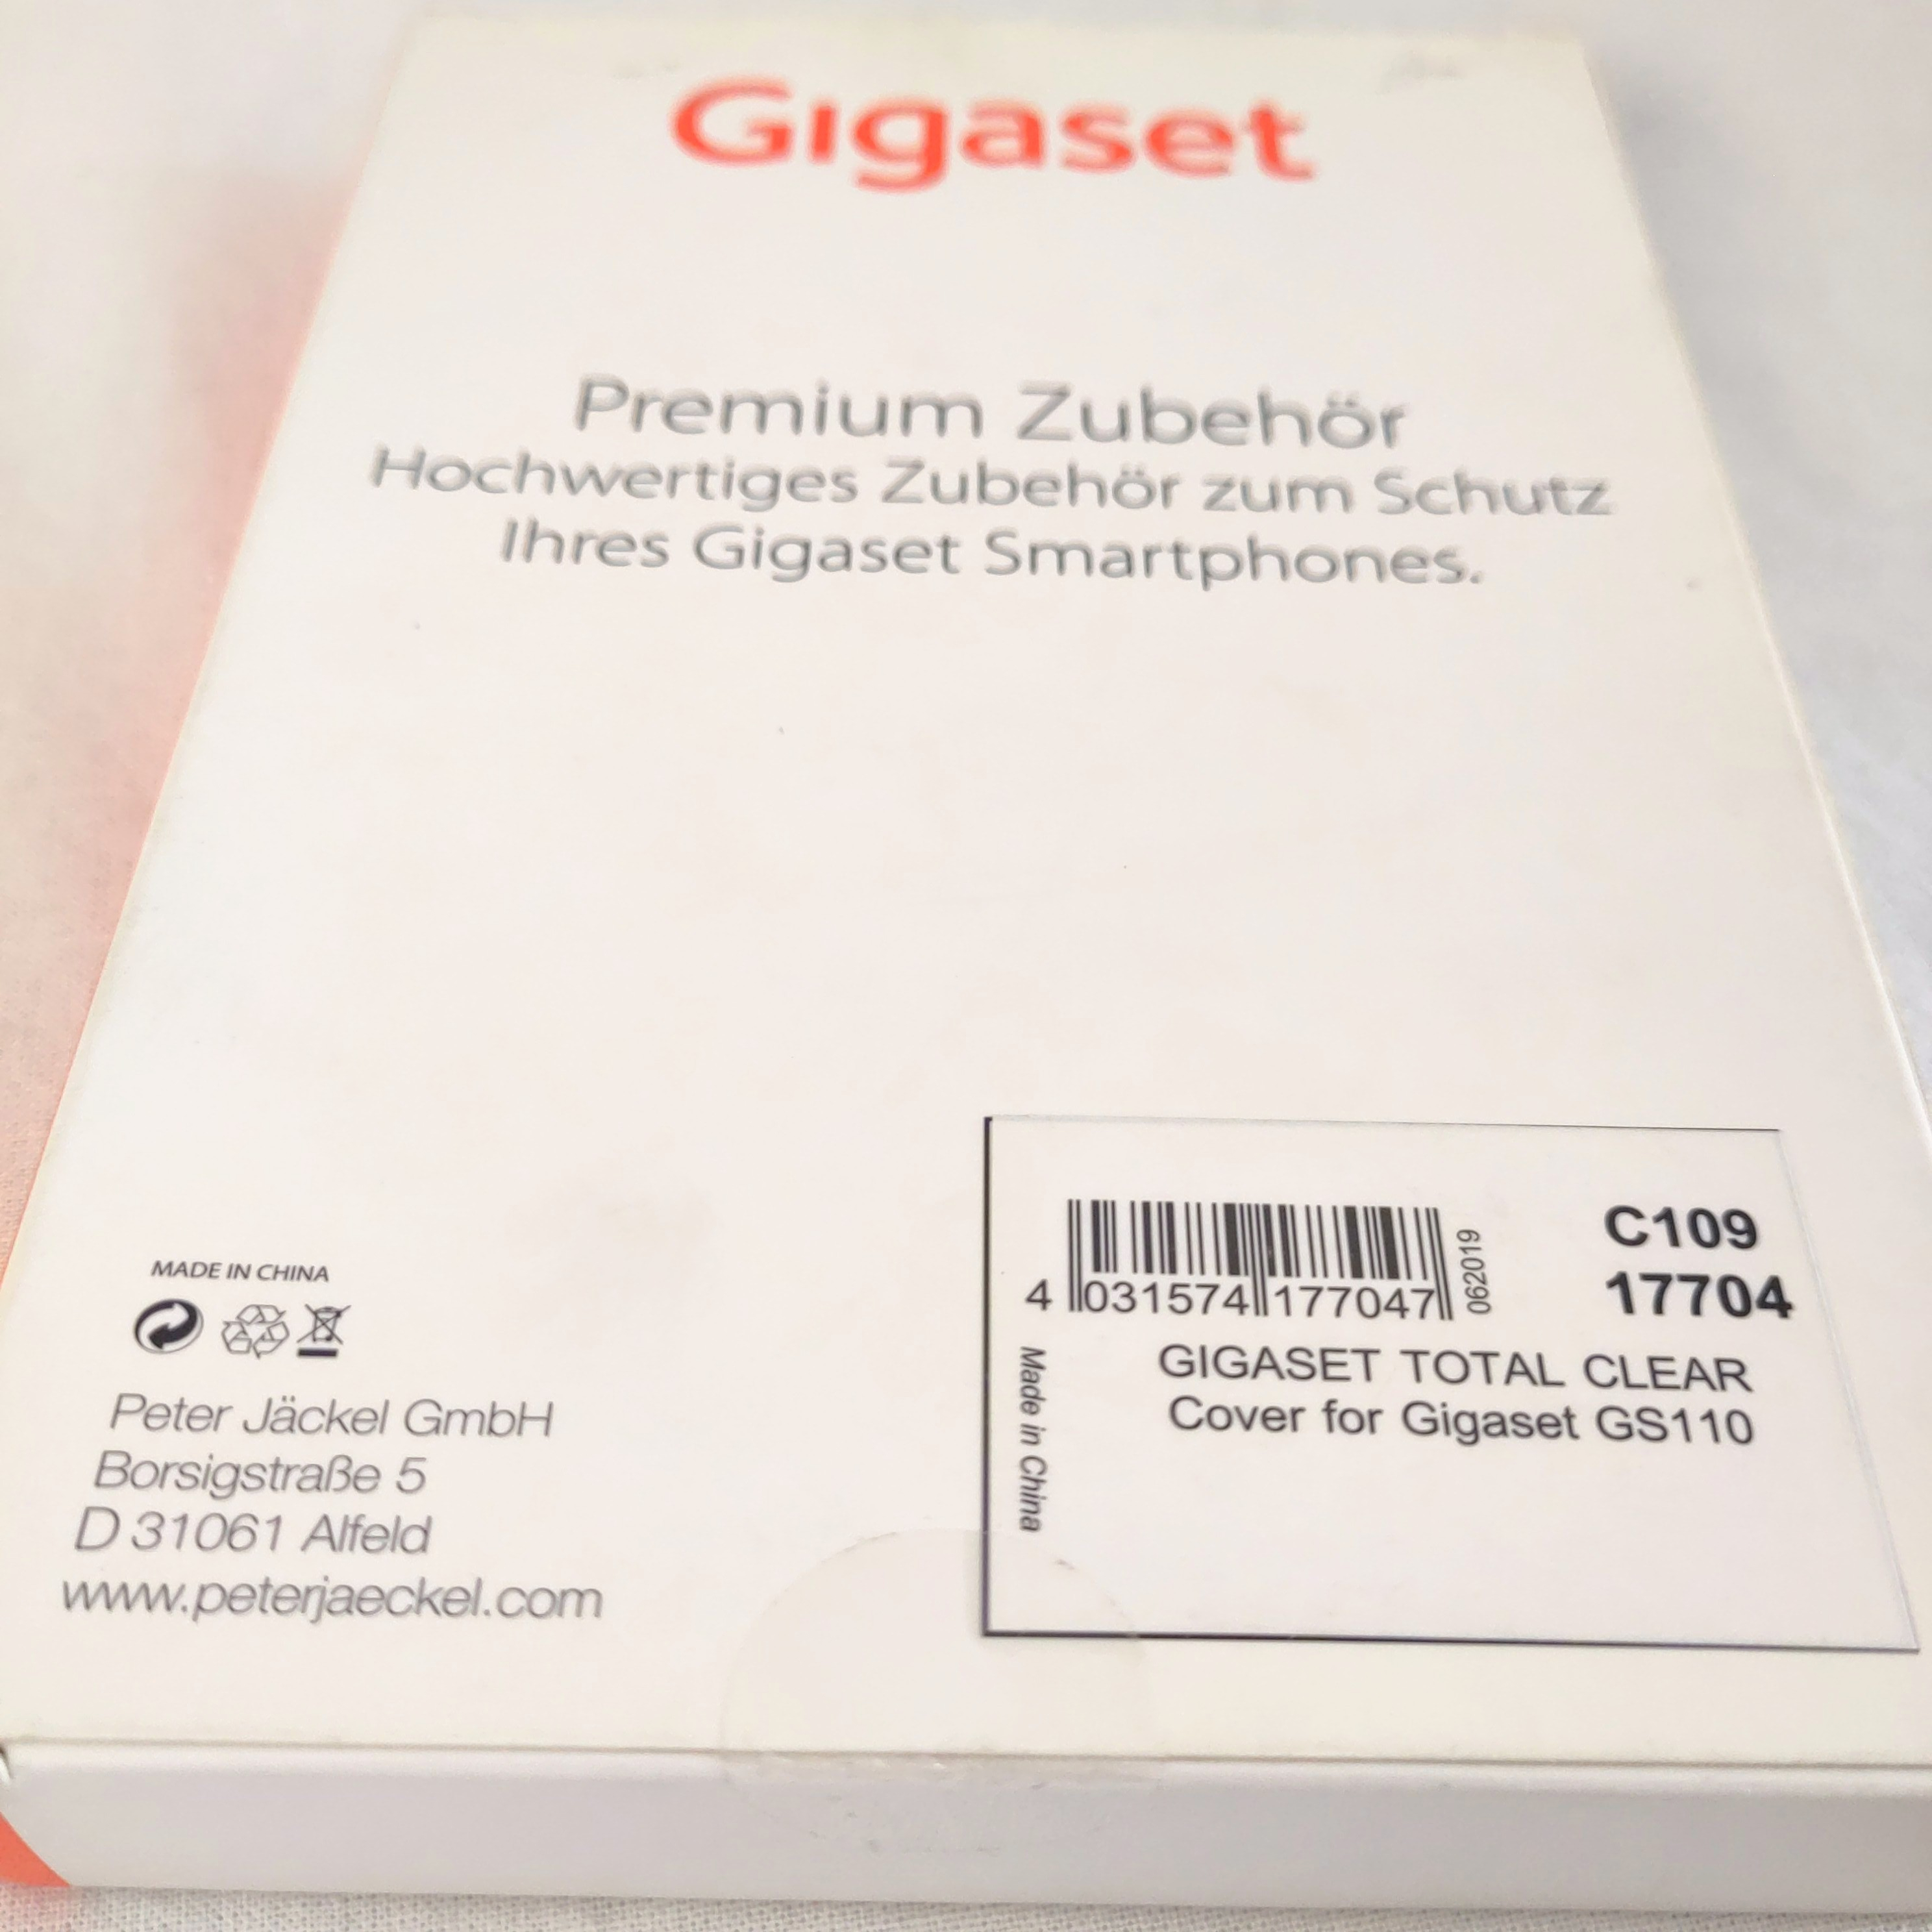 Gigaset
Premium Zubehör
Hochwertiges Zubehör zum Schutz
Ihres Gigaset Smartphones.
MADE IN CHINA
Peter Jäckel GmbH
Borsigstraße 5
D 31061 Alfeld
www.peterjaeckel.com
C109
17704
4 031574 177047
062019
GIGASET TOTAL CLEAR
Cover for Gigaset GS110
Made in China